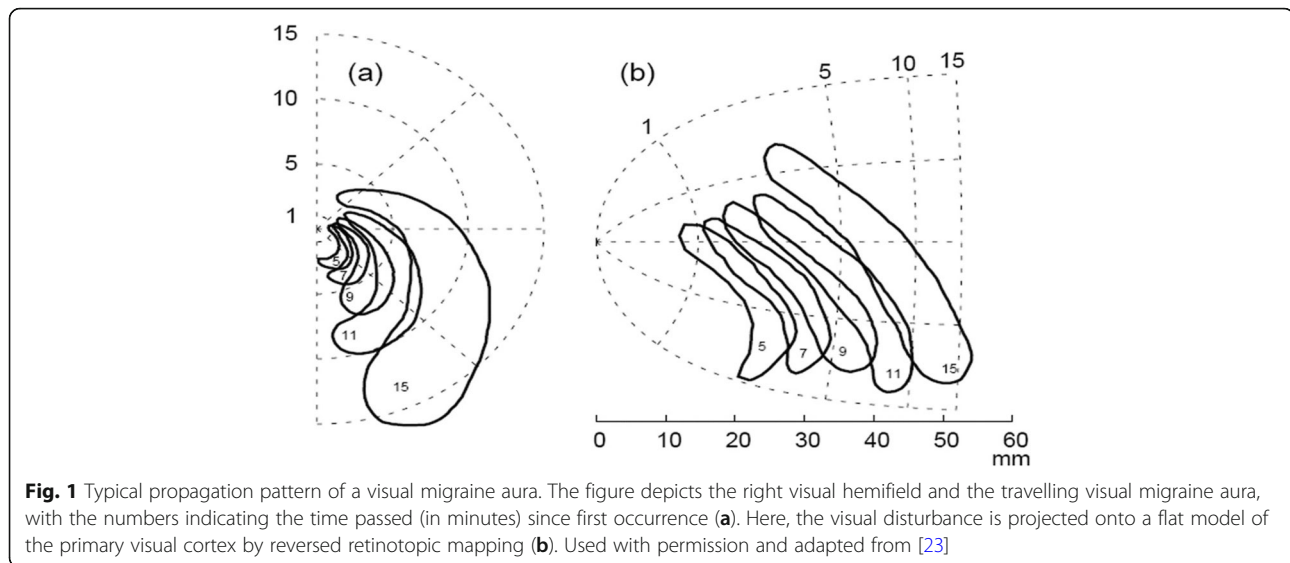 15
(a)
10
5
1
5
7
9
11
15
(b)
1
5
10
15
5
7
9
11
15
0 10 20 30 40 50 60
mm
Fig. 1 Typical propagation pattern of a visual migraine aura. The figure depicts the right visual hemifield and the travelling visual migraine aura,
with the numbers indicating the time passed (in minutes) since first occurrence (a). Here, the visual disturbance is projected onto a flat model of
the primary visual cortex by reversed retinotopic mapping (b). Used with permission and adapted from [23]